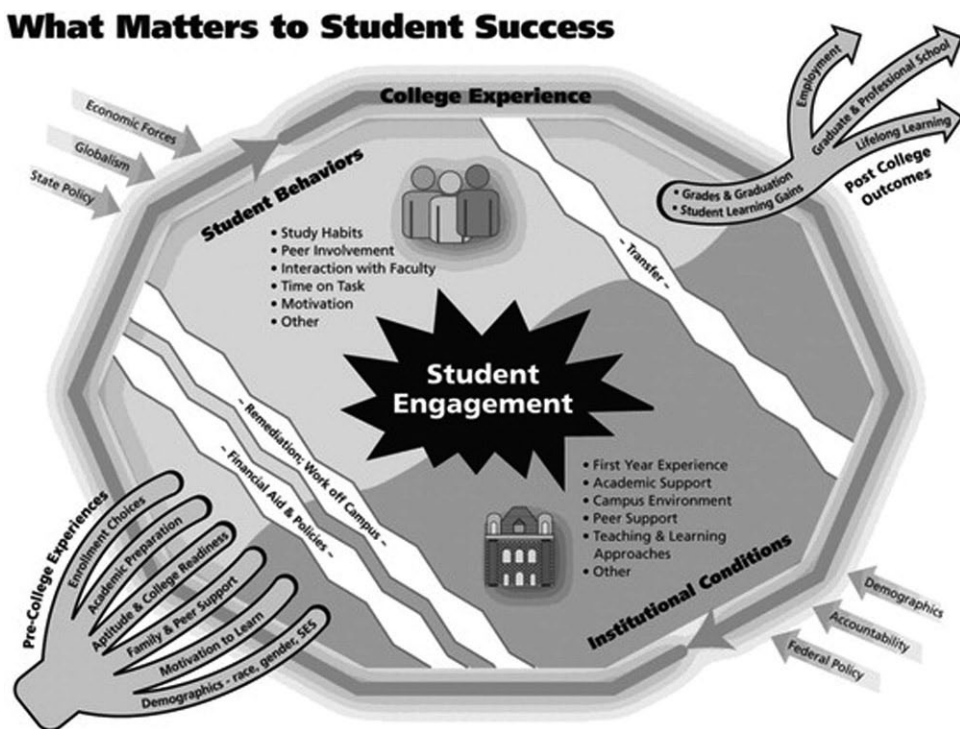 What Matters to Student Success
College Experience
Economic Forces
Globalism
State Policy
Student Behaviors
• Study Habits
• Peer Involvement
• Interaction with Faculty
• Time on Task
• Motivation
• Other
Employment
Graduate & Professional School
Lifelong Learning
Post College
Outcomes
• Grades & Graduation
• Student Learning Gains
~ Transfer ~
Student
Engagement
~ Remediation; Work off Campus ~
~ Financial Aid & Policies ~
• First Year Experience
• Academic Support
• Campus Environment
• Peer Support
• Teaching & Learning
Approaches
• Other
Institutional Conditions
Pre-College Experiences
Enrollment Choices
Academic Preparation
Aptitude & College Readiness
Family & Peer Support
Motivation to Learn
Demographics - race, gender, SES
Demographics
Accountability
Federal Policy